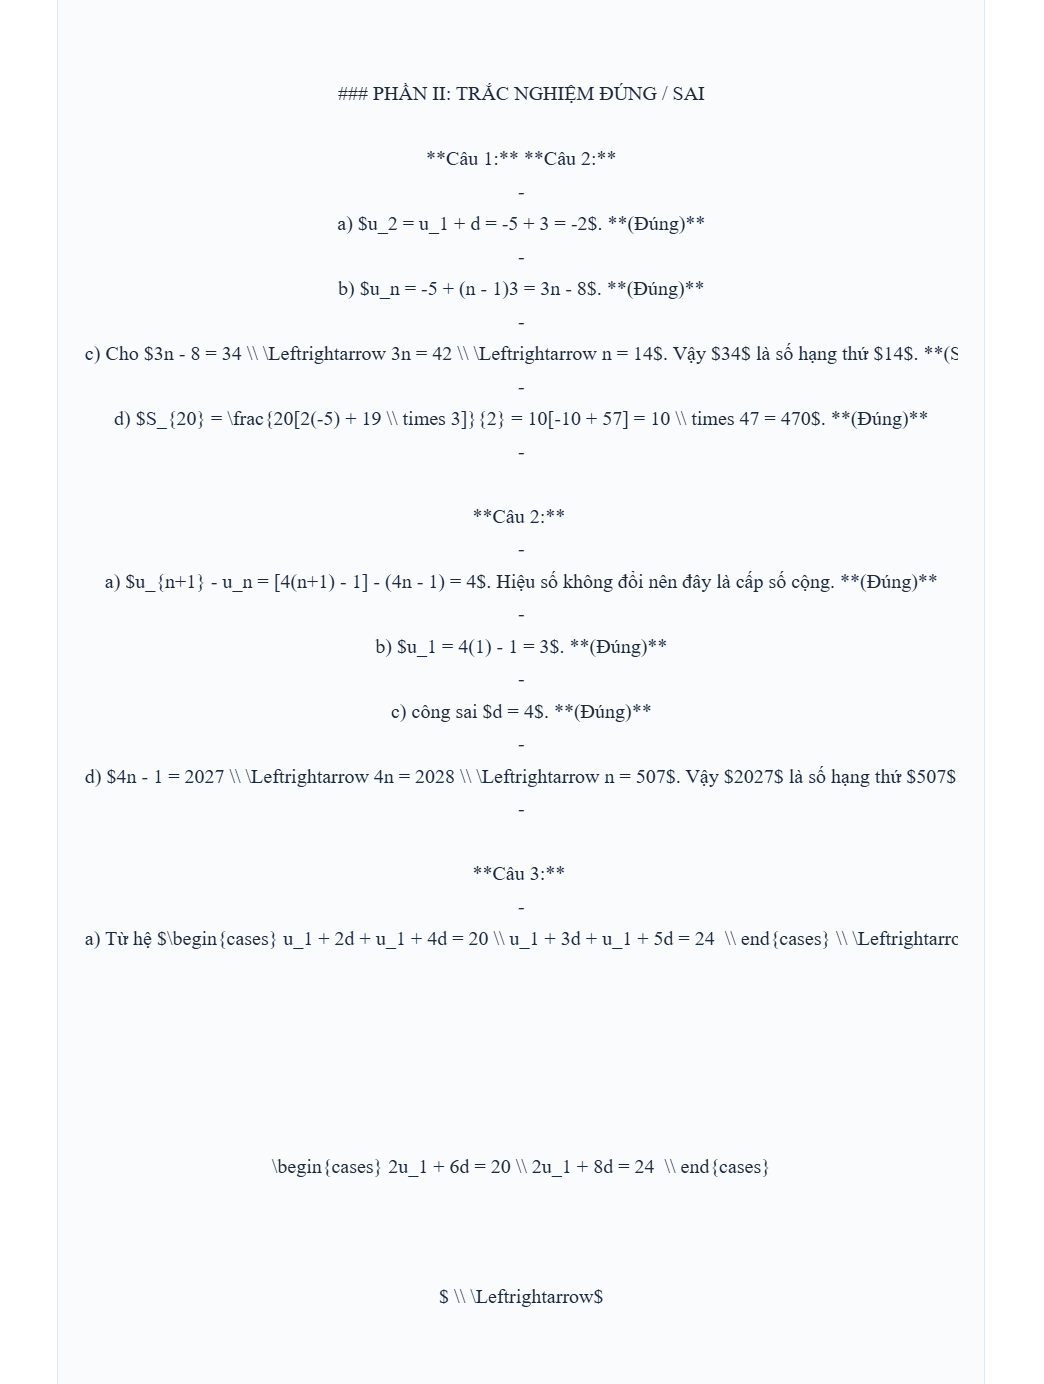 ### PHẦN II: TRẮC NGHIỆM ĐÚNG / SAI
**Câu 1:** **Câu 2:**
-
a) $u_2 = u_1 + d = -5 + 3 = -2$. **(Đúng)**
-
b) $u_n = -5 + (n - 1)3 = 3n - 8$. **(Đúng)**
-
c) Cho $3n - 8 = 34 \\ \Leftrightarrow 3n = 42 \\ \Leftrightarrow n = 14$. Vậy $34$ là số hạng thứ $14$. **(S
-
d) $S_{20} = \frac{20[2(-5) + 19 \\ times 3]}{2} = 10[-10 + 57] = 10 \\ times 47 = 470$. **(Đúng)**
-
**Câu 2:**
-
a) $u_{n+1} - u_n = [4(n+1) - 1] - (4n - 1) = 4$. Hiệu số không đổi nên đây là cấp số cộng. **(Đúng)**
-
b) $u_1 = 4(1) - 1 = 3$. **(Đúng)**
-
c) công sai $d = 4$. **(Đúng)**
-
d) $4n - 1 = 2027 \\ \Leftrightarrow 4n = 2028 \\ \Leftrightarrow n = 507$. Vậy $2027$ là số hạng thứ $507$
-
**Câu 3:**
-
a) Từ hệ $\begin{cases} u_1 + 2d + u_1 + 4d = 20 \\ u_1 + 3d + u_1 + 5d = 24  \\ end{cases} \\ \Leftrightarrc
\begin{cases} 2u_1 + 6d = 20 \\ 2u_1 + 8d = 24  \\ end{cases}
$ \\ \Leftrightarrow$